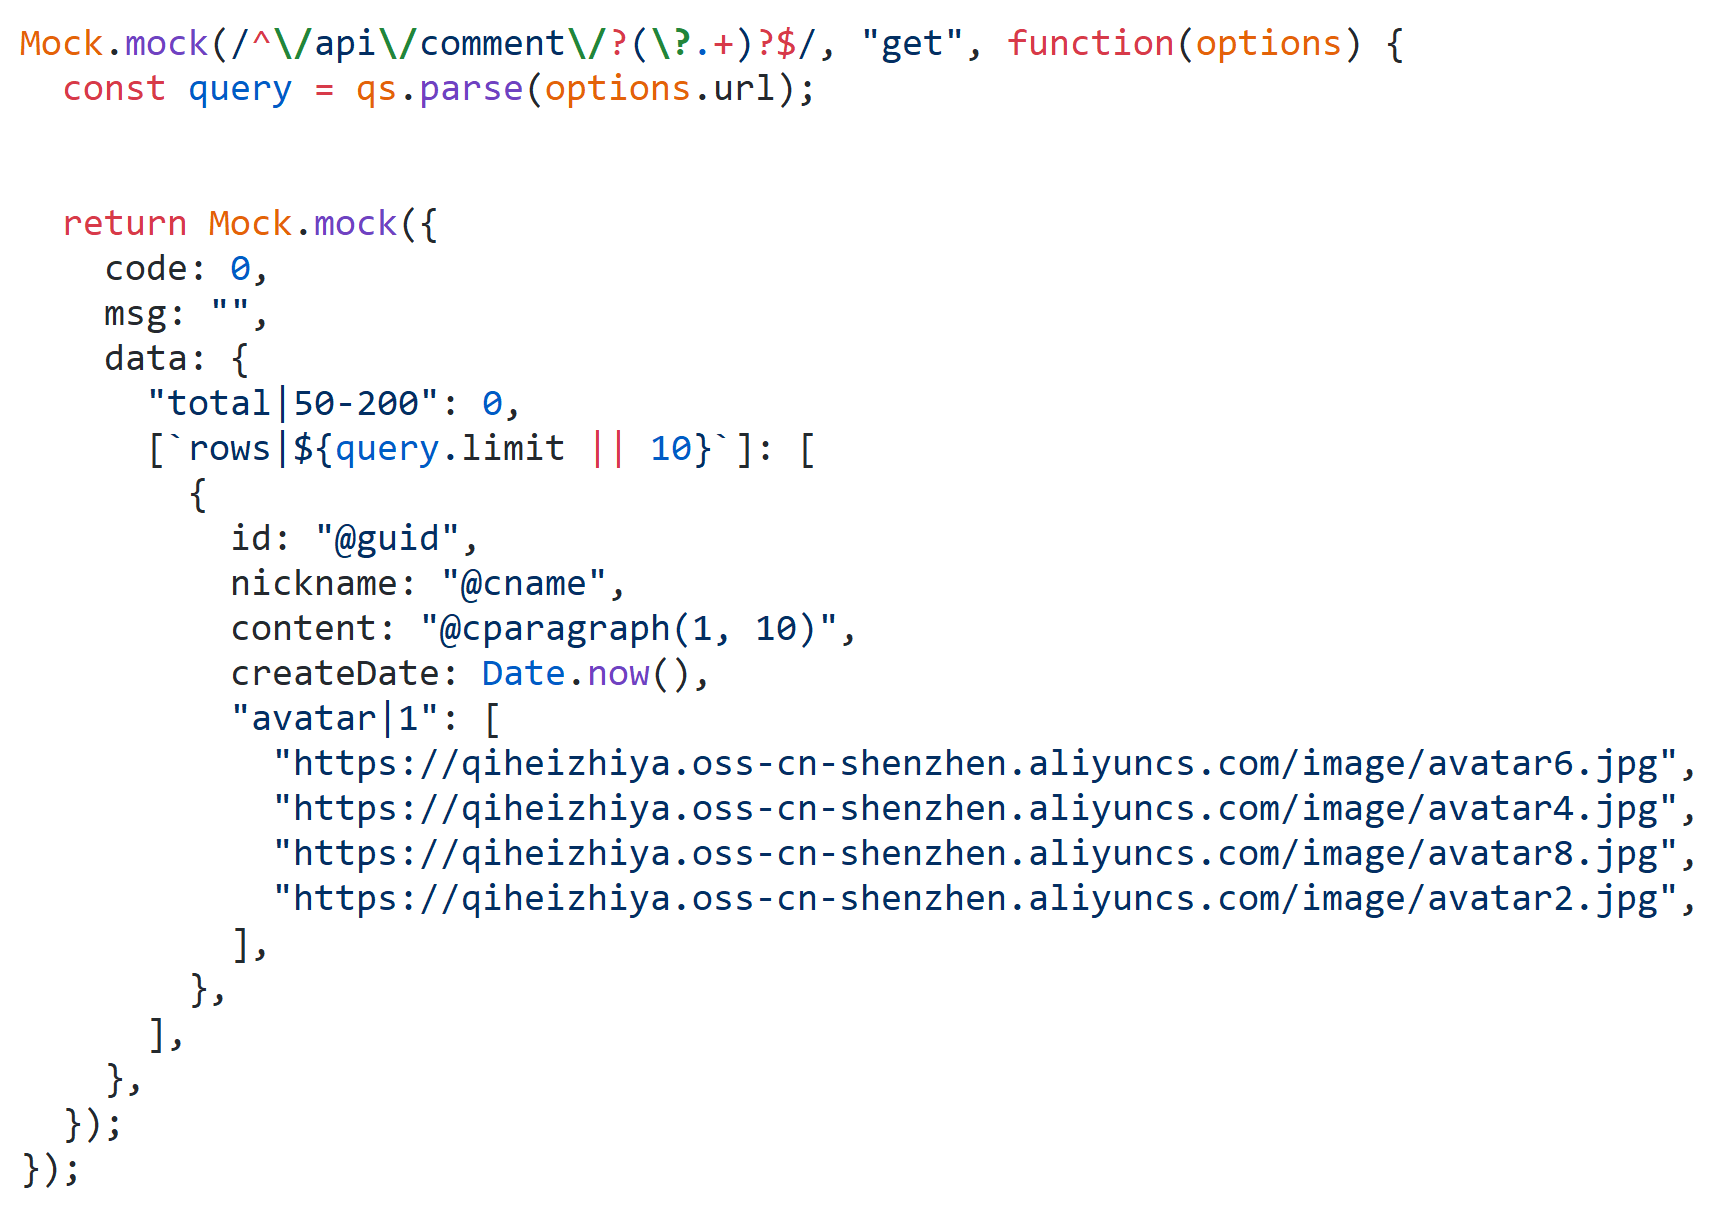 Mock.mock(/^\/api\/comment\/?(\?.+)?$/, "get", function(options) {
  const query = qs.parse(options.url);
  return Mock.mock({
    code: 0,
    msg: "",
    data: {
      "total|50-200": 0,
      [`rows|${query.limit || 10}`]: [
        {
          id: "@guid",
          nickname: "@cname",
          content: "@cparagraph(1, 10)",
          createDate: Date.now(),
          "avatar|1": [
            "https://qiheizhiya.oss-cn-shenzhen.aliyuncs.com/image/avatar6.jpg",
            "https://qiheizhiya.oss-cn-shenzhen.aliyuncs.com/image/avatar4.jpg",
            "https://qiheizhiya.oss-cn-shenzhen.aliyuncs.com/image/avatar8.jpg",
            "https://qiheizhiya.oss-cn-shenzhen.aliyuncs.com/image/avatar2.jpg",
          ],
        },
      ],
    },
  });
});